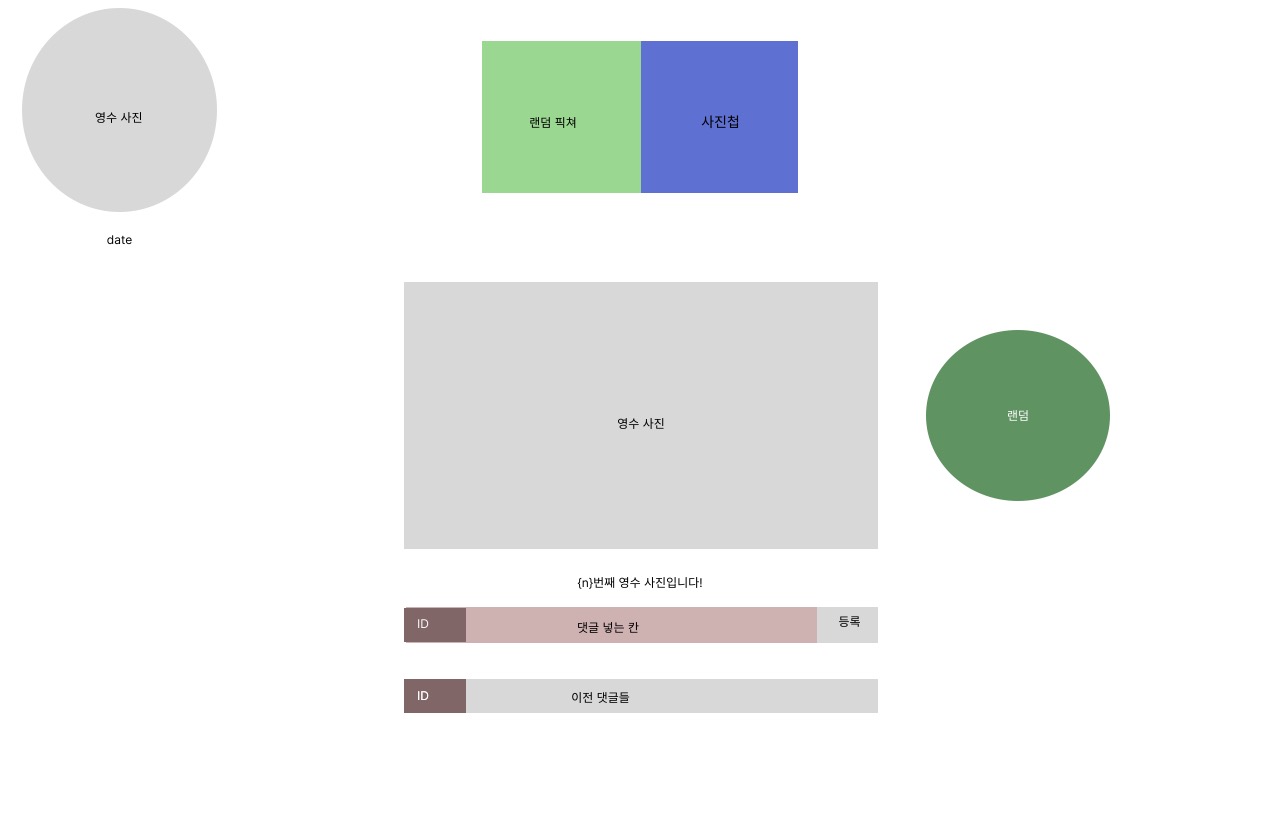 영수 사진
랜덤 픽쳐
사진첩
date
영수 사진
랜덤
{n}번째 영수 사진입니다!
ID
댓글 넣는 칸
등록
ID
이전 댓글들